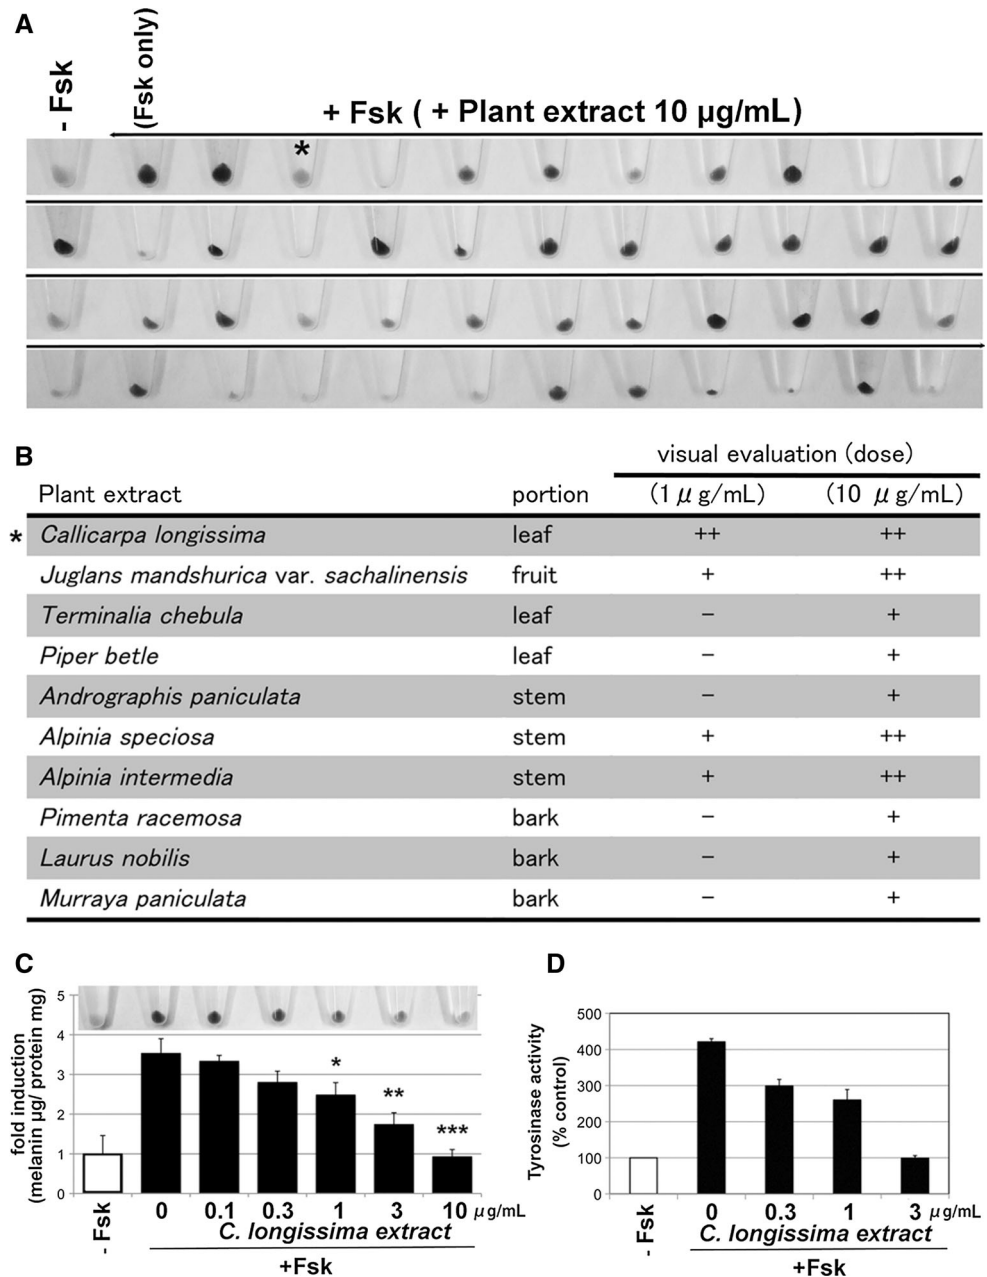 A
- Fsk
(Fsk only)
+ Fsk ( + Plant extract 10 μg/mL)
*
B
visual evaluation (dose)
Plant extract portion (1 μg/mL) (10 μg/mL)
* Callicarpa longissima leaf ++ ++
Juglans mandshurica var. sachalinensis fruit + ++
Terminalia chebula leaf − +
Piper betle leaf − +
Andrographis paniculata stem − +
Alpinia speciosa stem + ++
Alpinia intermedia stem + ++
Pimenta racemosa bark − +
Laurus nobilis bark − +
Murraya paniculata bark − +
C
fold induction
(melanin μg/ protein mg)
5
4
3
2
1
0
* ** ***
- Fsk
0 0.1 0.3 1 3 10 μg/mL
C. longissima extract
+Fsk
D
Tyrosinase activity
(% control)
500
400
300
200
100
0
- Fsk
0 0.3 1 3 μg/mL
C. longissima extract
+Fsk